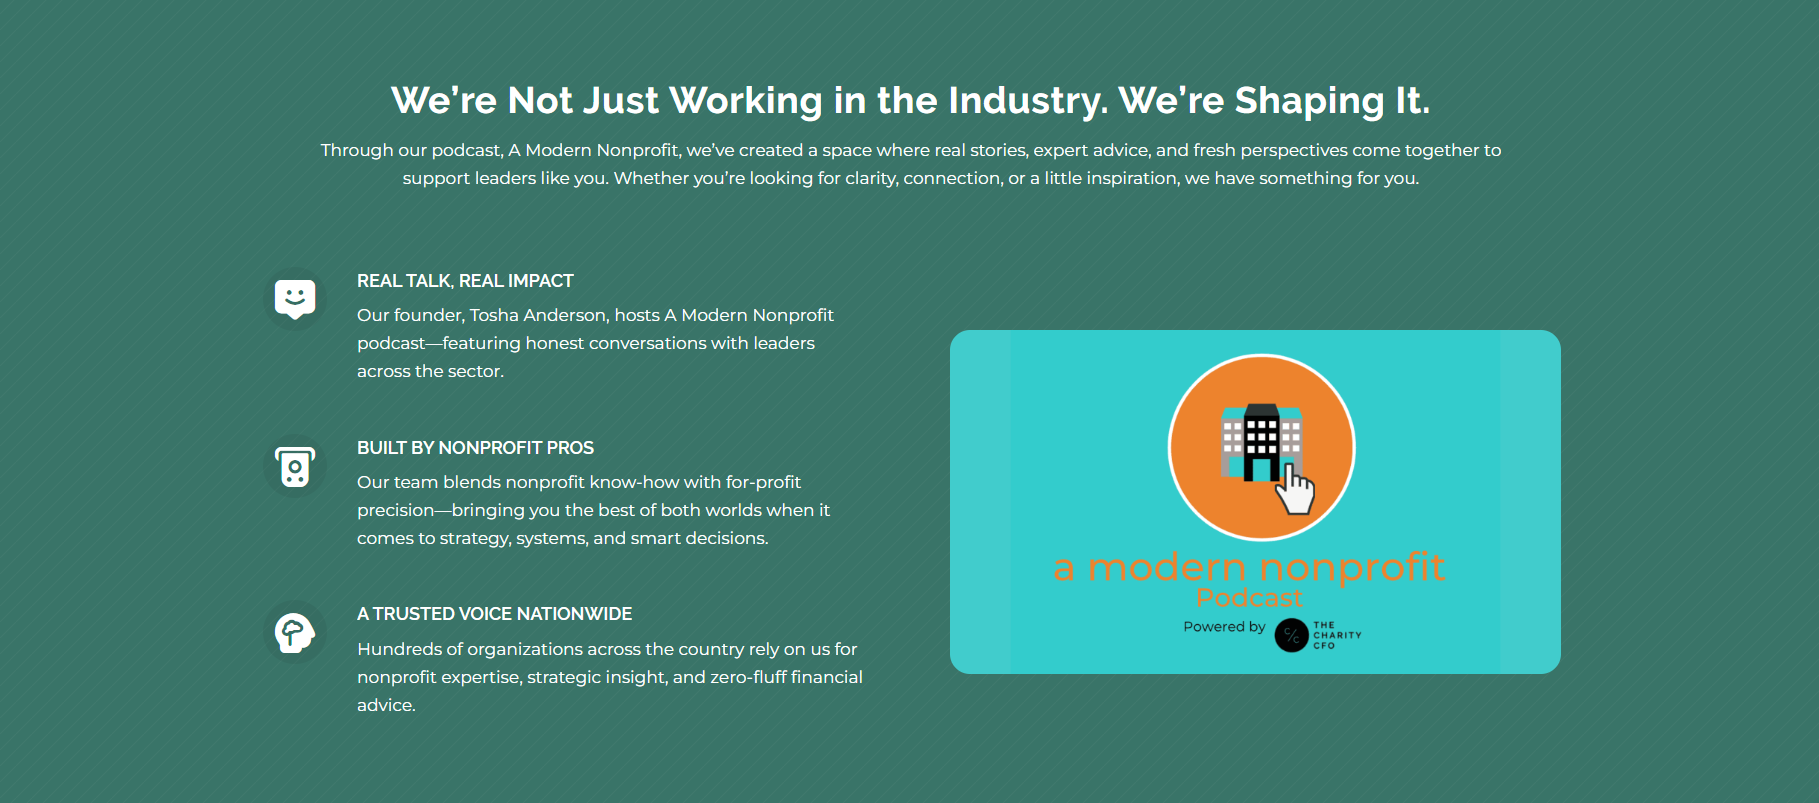 We’re Not Just Working in the Industry. We’re Shaping It.
Through our podcast, A Modern Nonprofit, we’ve created a space where real stories, expert advice, and fresh perspectives come together to
support leaders like you. Whether you’re looking for clarity, connection, or a little inspiration, we have something for you.
REAL TALK, REAL IMPACT
Our founder, Tosha Anderson, hosts A Modern Nonprofit
podcast—featuring honest conversations with leaders
across the sector.
BUILT BY NONPROFIT PROS
Our team blends nonprofit know-how with for-profit
precision—bringing you the best of both worlds when it
comes to strategy, systems, and smart decisions.
A TRUSTED VOICE NATIONWIDE
Hundreds of organizations across the country rely on us for
nonprofit expertise, strategic insight, and zero-fluff financial
advice.
a modern nonprofit
Podcast
Powered by
C/C
THE
CHARITY
CFO